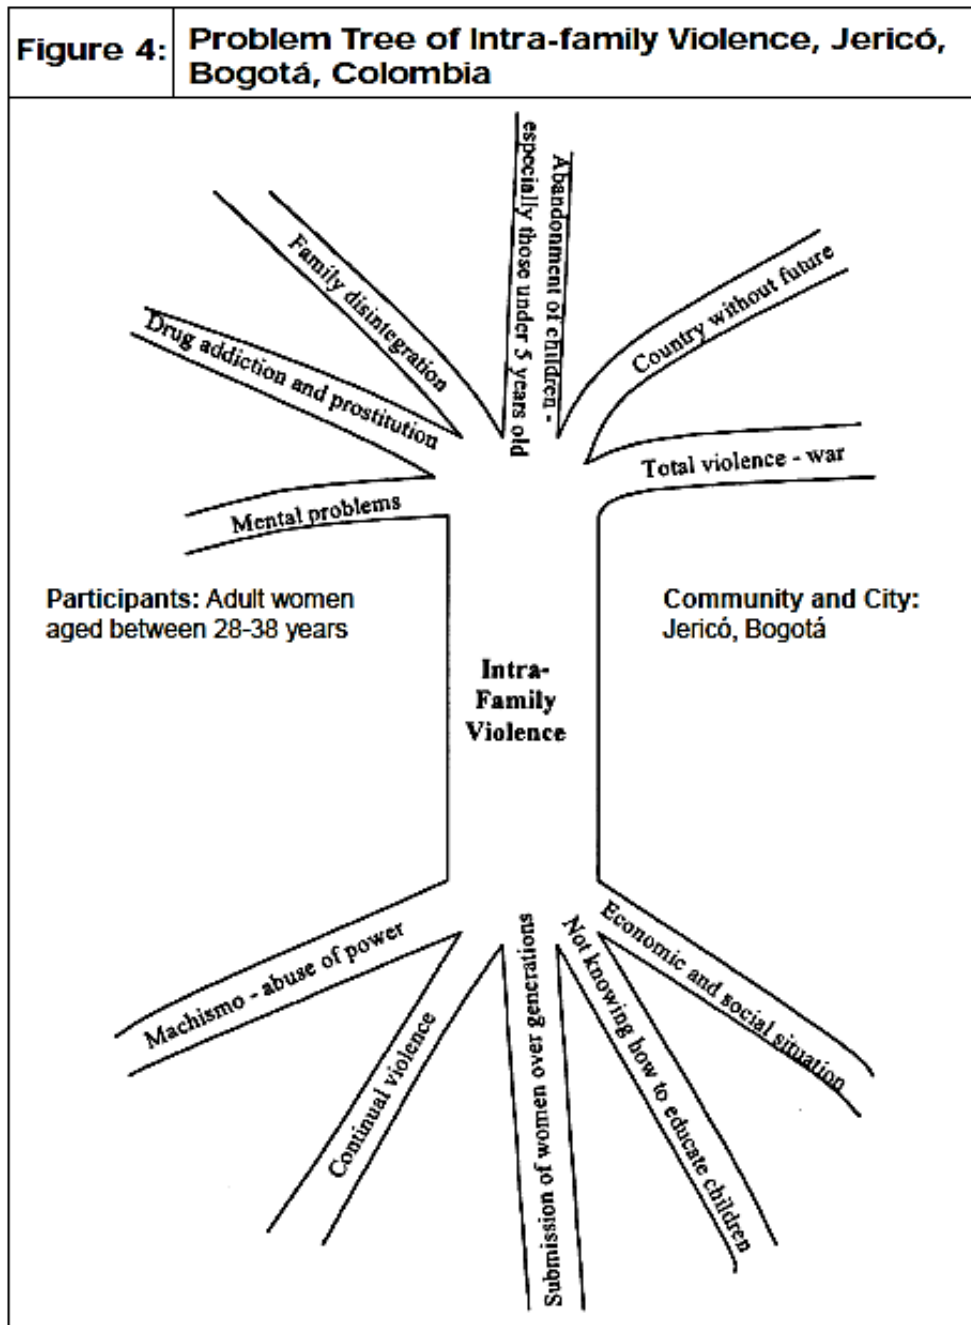 Figure 4:
Problem Tree of Intra-family Violence, Jericó,
Bogotá, Colombia
Abandonment of children -
especially those under 5 years old
Family disintegration
Country without future
Drug addiction and prostitution
Total violence - war
Mental problems
Participants: Adult women
aged between 28-38 years
Community and City:
Jericó, Bogotá
Intra-
Family
Violence
Machismo - abuse of power
Continual violence
Submission of women over generations
Not knowing how to educate children
Economic and social situation